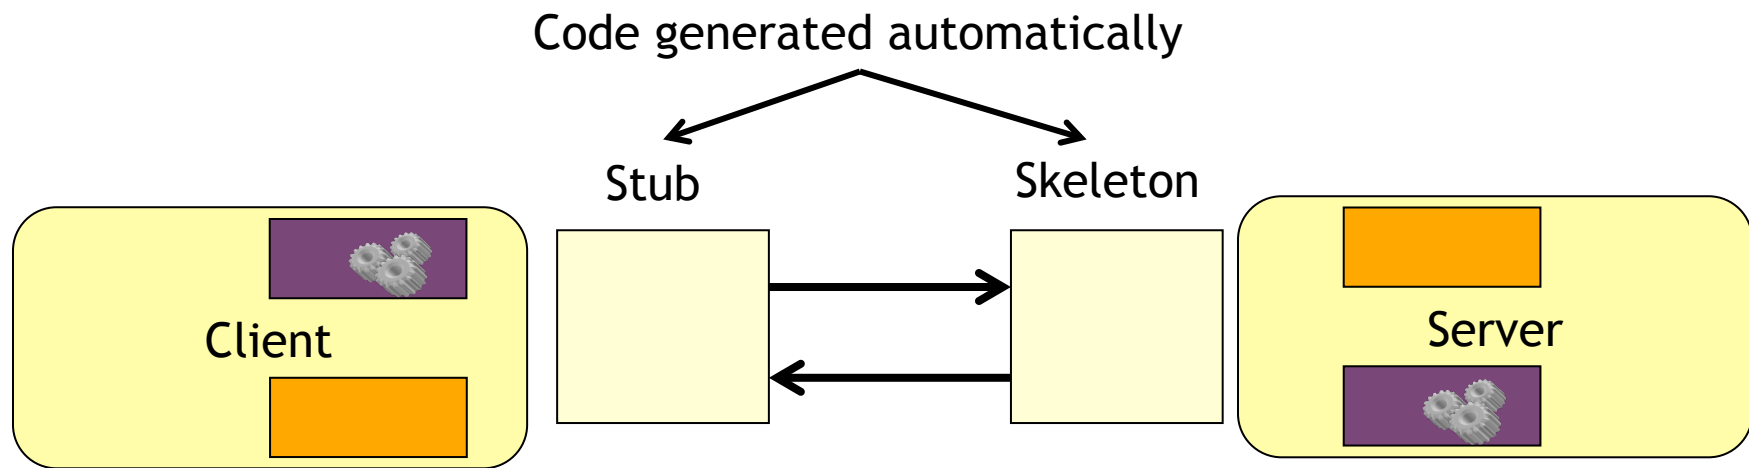 Code generated automatically
Stub
Skeleton
Client
Server